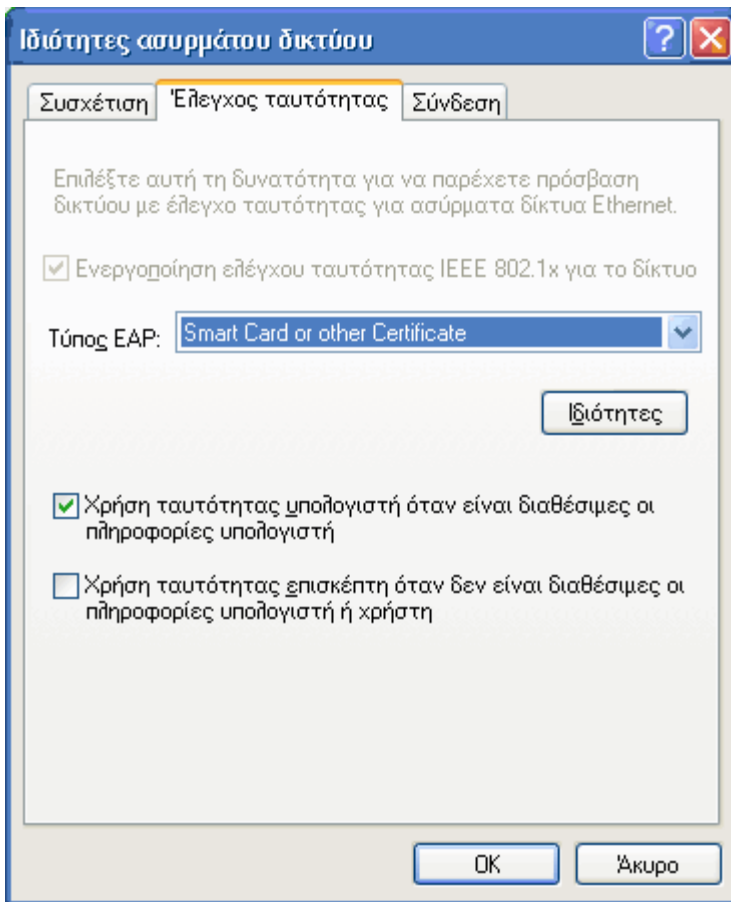 Ιδιότητες ασυρμάτου δικτύου
Συσχέτιση Έλεγχος ταυτότητας Σύνδεση
Επιλέξτε αυτή τη δυνατότητα για να παρέχετε πρόσβαση
δικτύου με έλεγχο ταυτότητας για ασύρματα δίκτυα Ethernet.
Ενεργοποίηση ελέγχου ταυτότητας IEEE 802.1x για το δίκτυο
Τύπος EAP: Smart Card or other Certificate
Ιδιότητες
Χρήση ταυτότητας υπολογιστή όταν είναι διαθέσιμες οι
πληροφορίες υπολογιστή
Χρήση ταυτότητας επισκέπτη όταν δεν είναι διαθέσιμες οι
πληροφορίες υπολογιστή ή χρήστη
OK Άκυρο